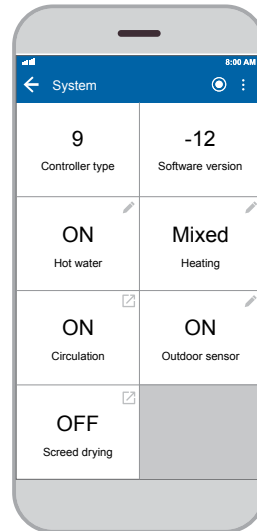 8:00 AM
System
9
Controller type
-12
Software version
ON
Hot water
Mixed
Heating
ON
Circulation
ON
Outdoor sensor
OFF
Screed drying